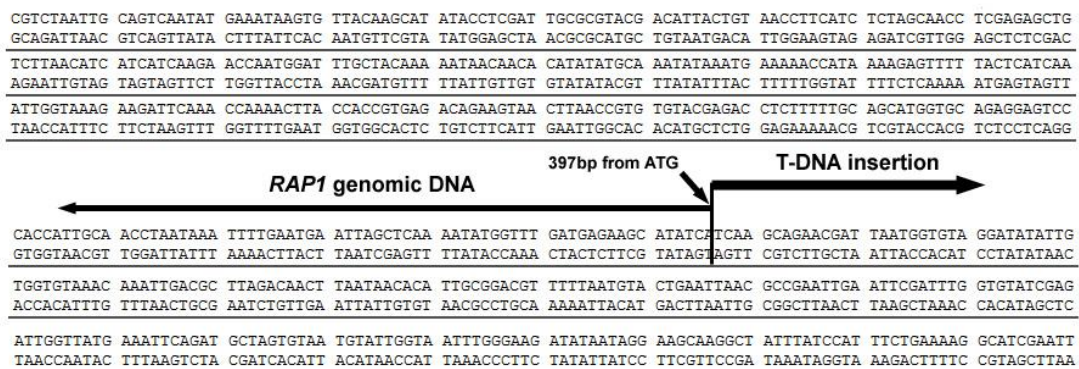 CGTCTAATTG CAGTCAATAT GAAATAAGTG TTACAAGCAT ATACCTCGAT TGCGCGTACG ACATTACTGT AACCTTCATC TCTAGCAACC TCGAGAGCTG
GCAGATTAAC GTCAGTTATA CTTTATTCAC AATGTTCGTA TATGGAGCTA ACGCGCATGC TGTAATGACA TTGGAAGTAG AGATCGTTGG AGCTCTCGAC
TCTTAACATC ATCATCAAGA ACCAATGGAT TTGCTACAAA AATAACAACA CATATATGCA AATATAAATG AAAAACCATA AAAGAGTTTT TACTCATCAA
AGAATTGTAG TAGTAGTTCT TGGTTACCTA AACGATGTTT TTATTGTTGT GTATATACGT TTATATTTAC TTTTTGGTAT TTTCTCAAAA ATGAGTAGTT
ATTGGTAAAG AAGATTCAAA CCAAAACTTA CCACCGTGAG ACAGAAGTAA CTTAACCGTG TGTACGAGAC CCTCTTTTTGC AGCATGGTGC AGAGGAGTCC
TAACCATTTC TTCTAAGTTT GGTTTTGAAT GGTGGCACTC TGTCTTCATT GAATTGGCAC ACATGCTCTG GAGAAAAACG TCGTACCACG TCTCCTCAGG
397bp from ATG
T-DNA insertion
RAP1 genomic DNA
CACCATTGCA ACCTAATAAA TTTTGAATGA ATTAGCTCAA AATATGGTTT GATGAGAAGC ATATCATCAA GCAGAACGAT TAATGGTGTA GGATATATTG
GTGGTAACGT TGGATTATTT AAAACTTACT TAATCGAGTT TTATACCAAA CTACTCTTCG TATAGTAGTT CGTCTTGCTA ATTACCACAT CCTATATAAC
TGGTGTAAAC AAATTGACGC TTAGACAACT TAATAACACA TTGCGGACGT TTTTAATGTA CTGAATTAAC GCCGAATTGA ATTCGATTTG GTGTATCGAG
ACCACATTTG TTTAACTGCG AATCTGTTGA ATTATTGTGT AACGCCTGCA AAAATTACAT GACTTAATTG CGGCTTAACT TAAGCTAAAC CACATAGCTC
ATTGGTTATG AAATTCAGAT GCTAGTGTAA TGTATTGGTA ATTTGGGAAG ATATAATAGG AAGCAAGGCT ATTTATCCAT TTCTGAAAAG GCATCGAATT
TAACCAATAC TTTAAGTCTA CGATCACATT ACATAACCAT TAAACCCTTC TATATTATCC TTCGTTCCGA TAAATAGGTA AAGACTTTTC CGTAGCTTAA